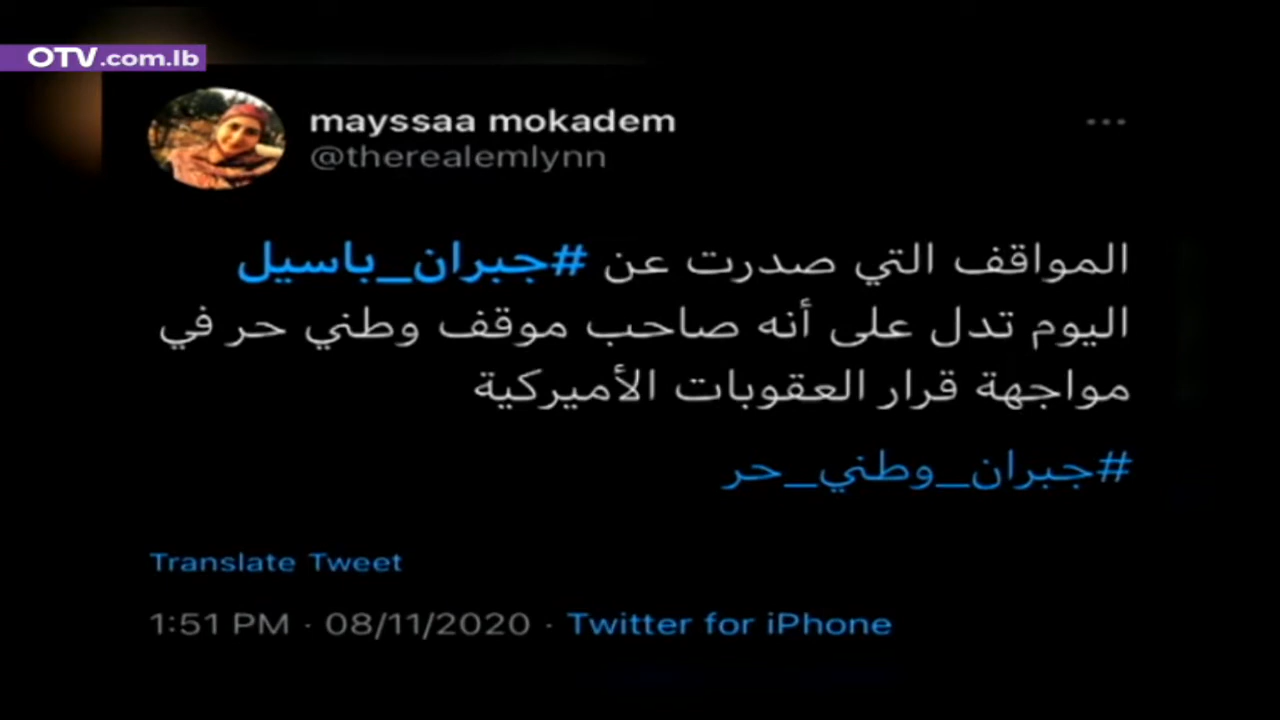 OTV.com.lb
mayssaa mokadem
@therealemlynn
المواقف التي صدرت عن #جبران_باسيل
اليوم تدل على أنه صاحب موقف وطني حر في
مواجهة قرار العقوبات الأميركية
#جبران_وطني_حر
Translate Tweet
1:51 PM · 08/11/2020 · Twitter for iPhone